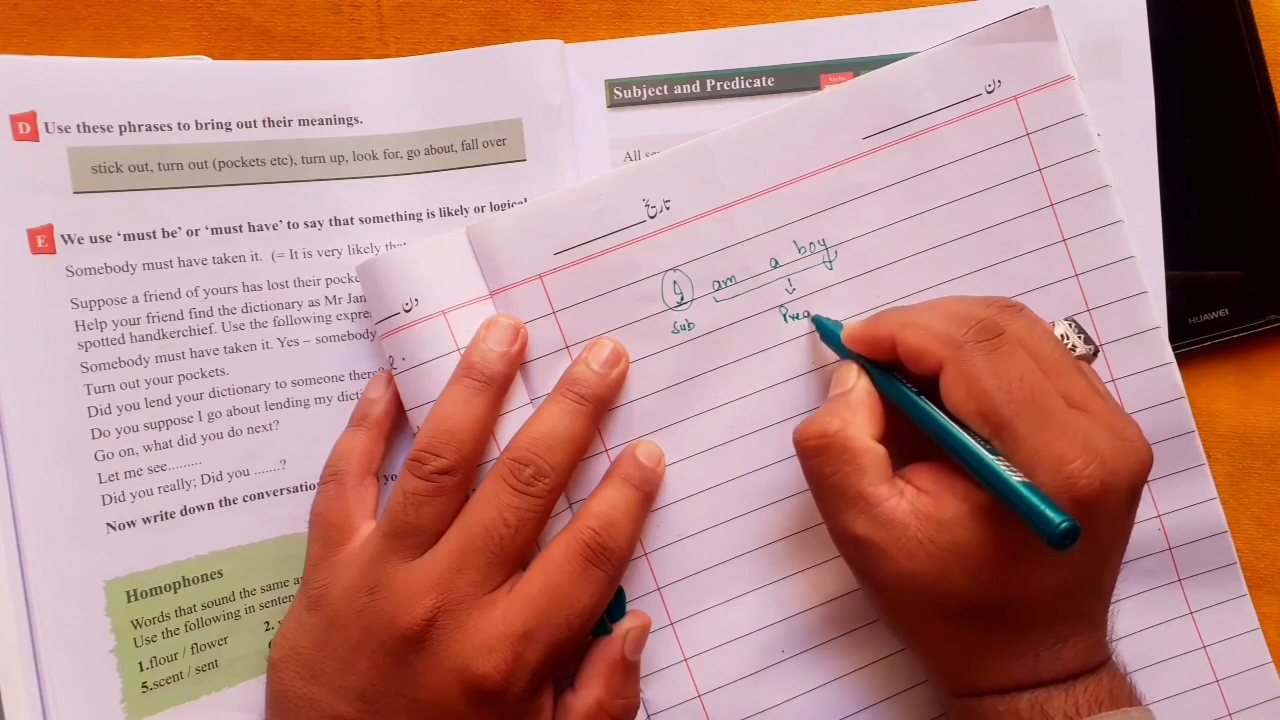 D Use these phrases to bring out their meanings.
stick out, turn out (pockets etc), turn up, look for, go about, fall over
E We use ‘must be’ or ‘must have’ to say that something is likely or logical
Somebody must have taken it. (= It is very likely that
Suppose a friend of yours has lost their
Help your friend find the dictionary as Mr
spotted handkerchief. Use the following
Somebody must have taken it. Yes – somebody
Turn out your pockets.
Did you lend your dictionary to someone
Do you suppose I go about lending my
Go on, what did you do next?
Let me see.........
Did you really; Did you .......?
Now write down the
Homophones
Words that sound the same
Use the following in
1.flour / flower
2.
5.scent / sent
Subject and Predicate
All
دن
تاریخ
I am a boy
Sub
Pred
دن
HUAWEI